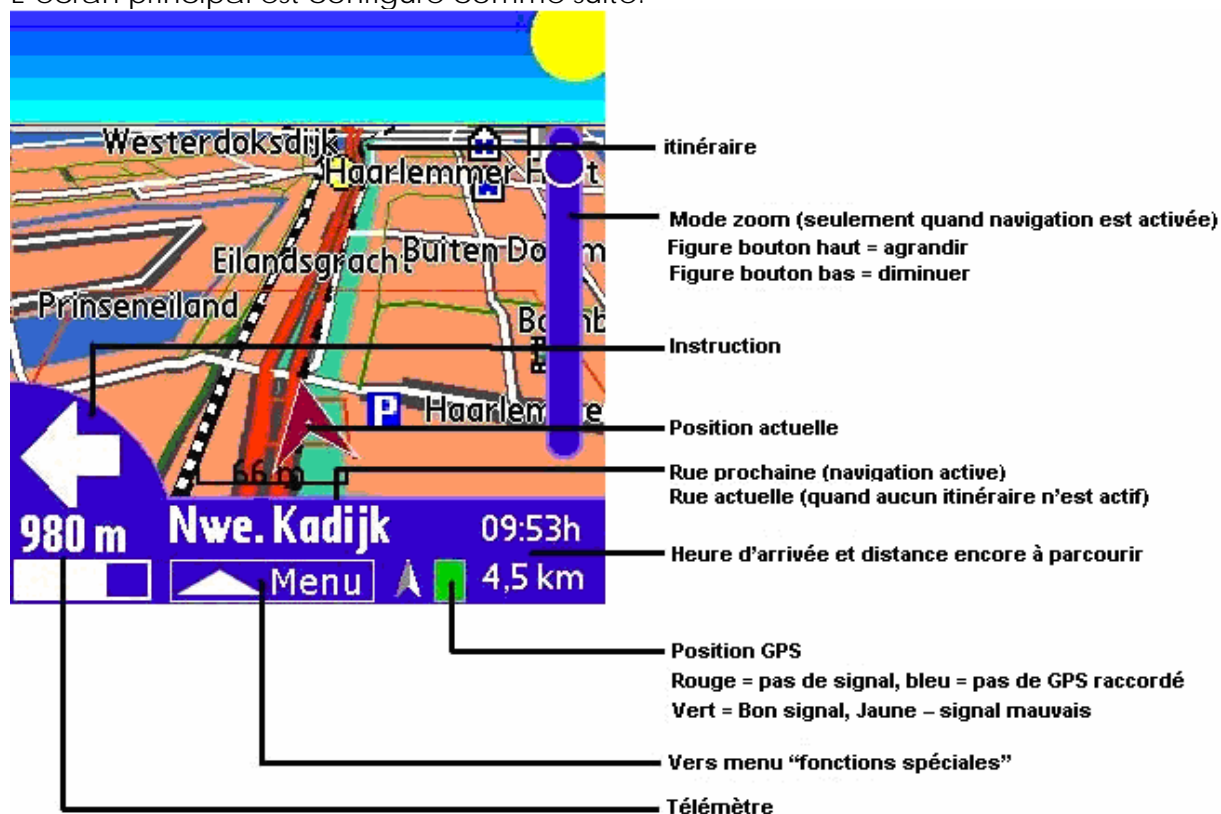 L'écran principal est configuré comme suite:
Westerdoksdijk
Haarlemmer
Eilandsgracht
Buiten Do
Prinseneiland
P
Haarlem
66 m
980 m
Nwe. Kadijk
09:53h
Menu
4,5 km
itinéraire
Mode zoom (seulement quand navigation est activée)
Figure bouton haut = agrandir
Figure bouton bas = diminuer
Instruction
Position actuelle
Rue prochaine (navigation active)
Rue actuelle (quand aucun itinéraire n'est actif)
Heure d'arrivée et distance encore à parcourir
Position GPS
Rouge = pas de signal, bleu = pas de GPS raccordé
Vert = Bon signal, Jaune – signal mauvais
Vers menu "fonctions spéciales"
Télémètre